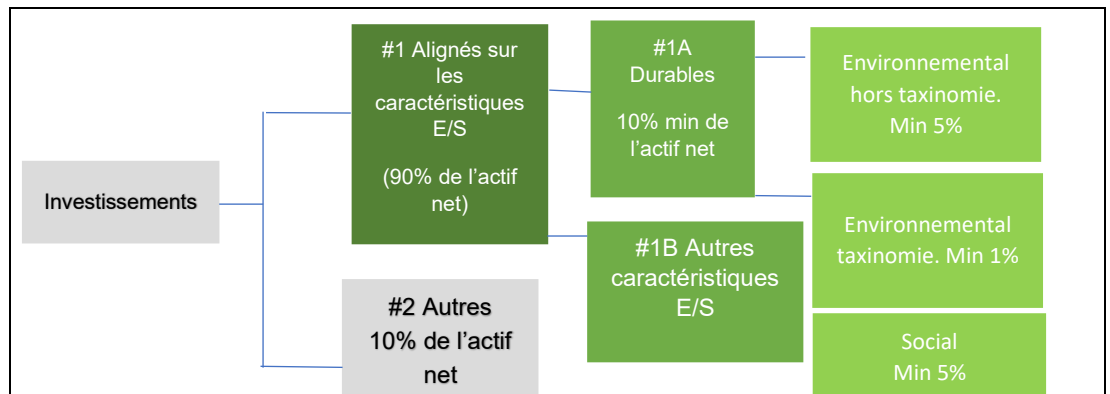 Investissements
#1 Alignés sur
les
caractéristiques
E/S
(90% de l'actif
net)
#2 Autres
10% de l'actif
net
#1A
Durables
10% min de
l'actif net
#1B Autres
caractéristiques
E/S
Environnemental
hors taxinomie.
Min 5%
Environnemental
taxinomie. Min 1%
Social
Min 5%